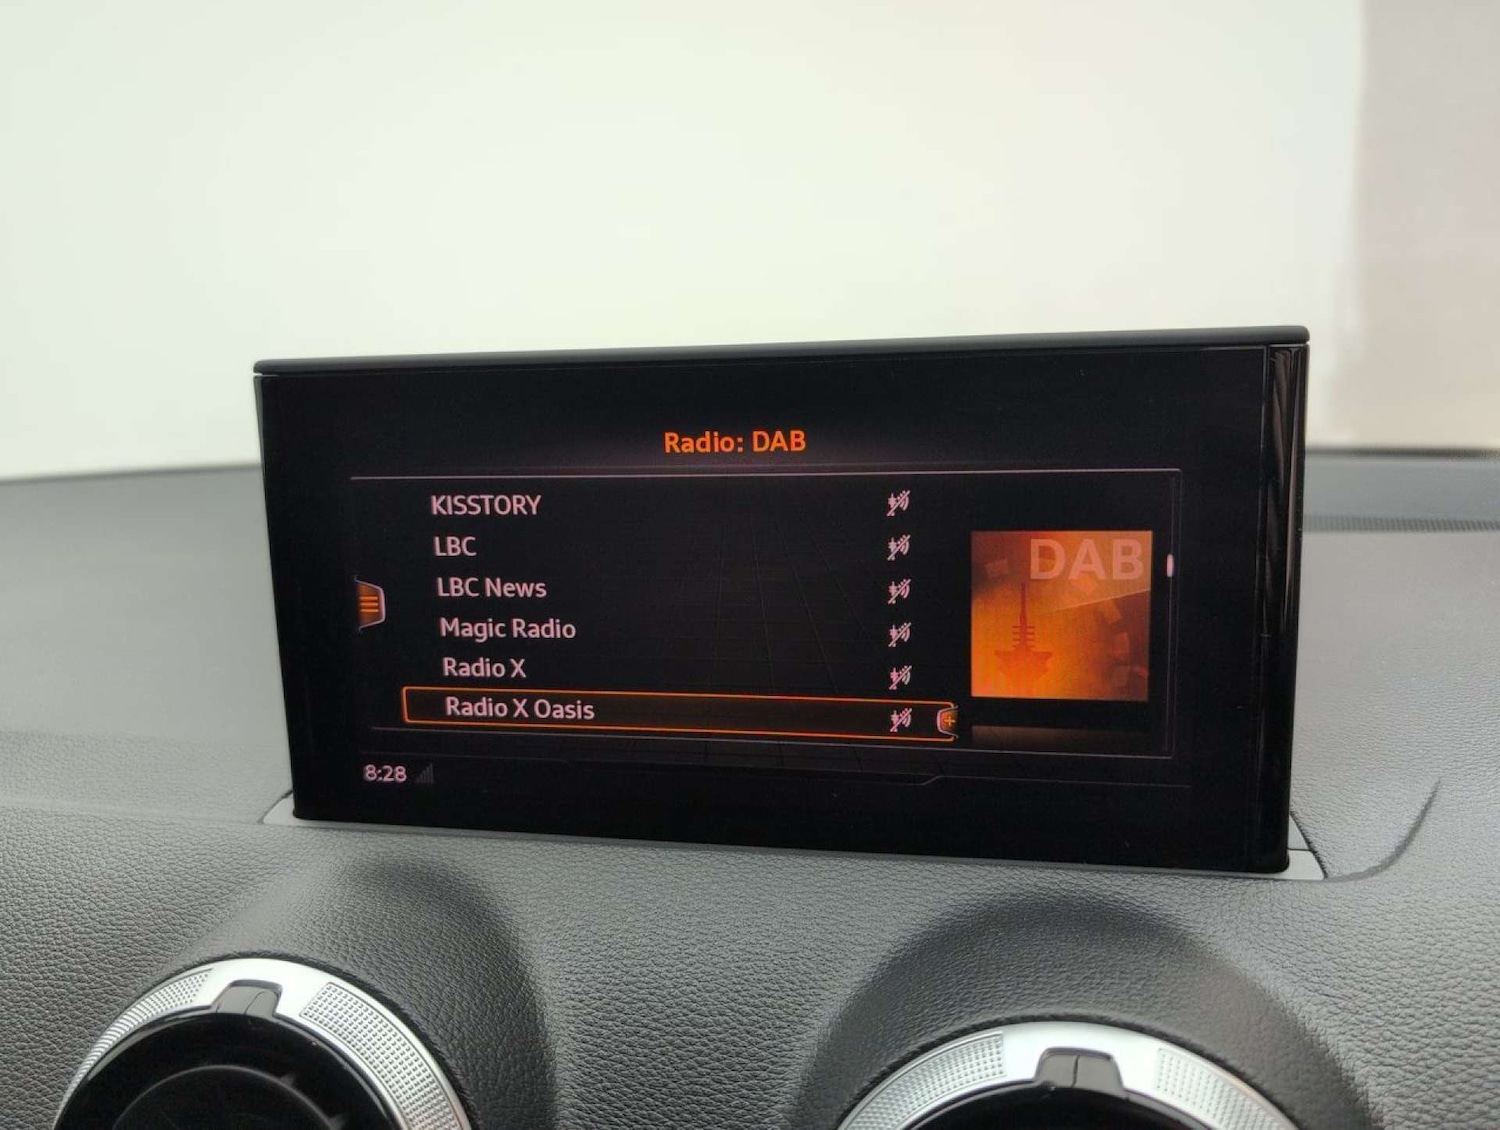 Radio: DAB
KISSTORY
LBC
LBC News
Magic Radio
Radio X
Radio X Oasis
DAB
8:28